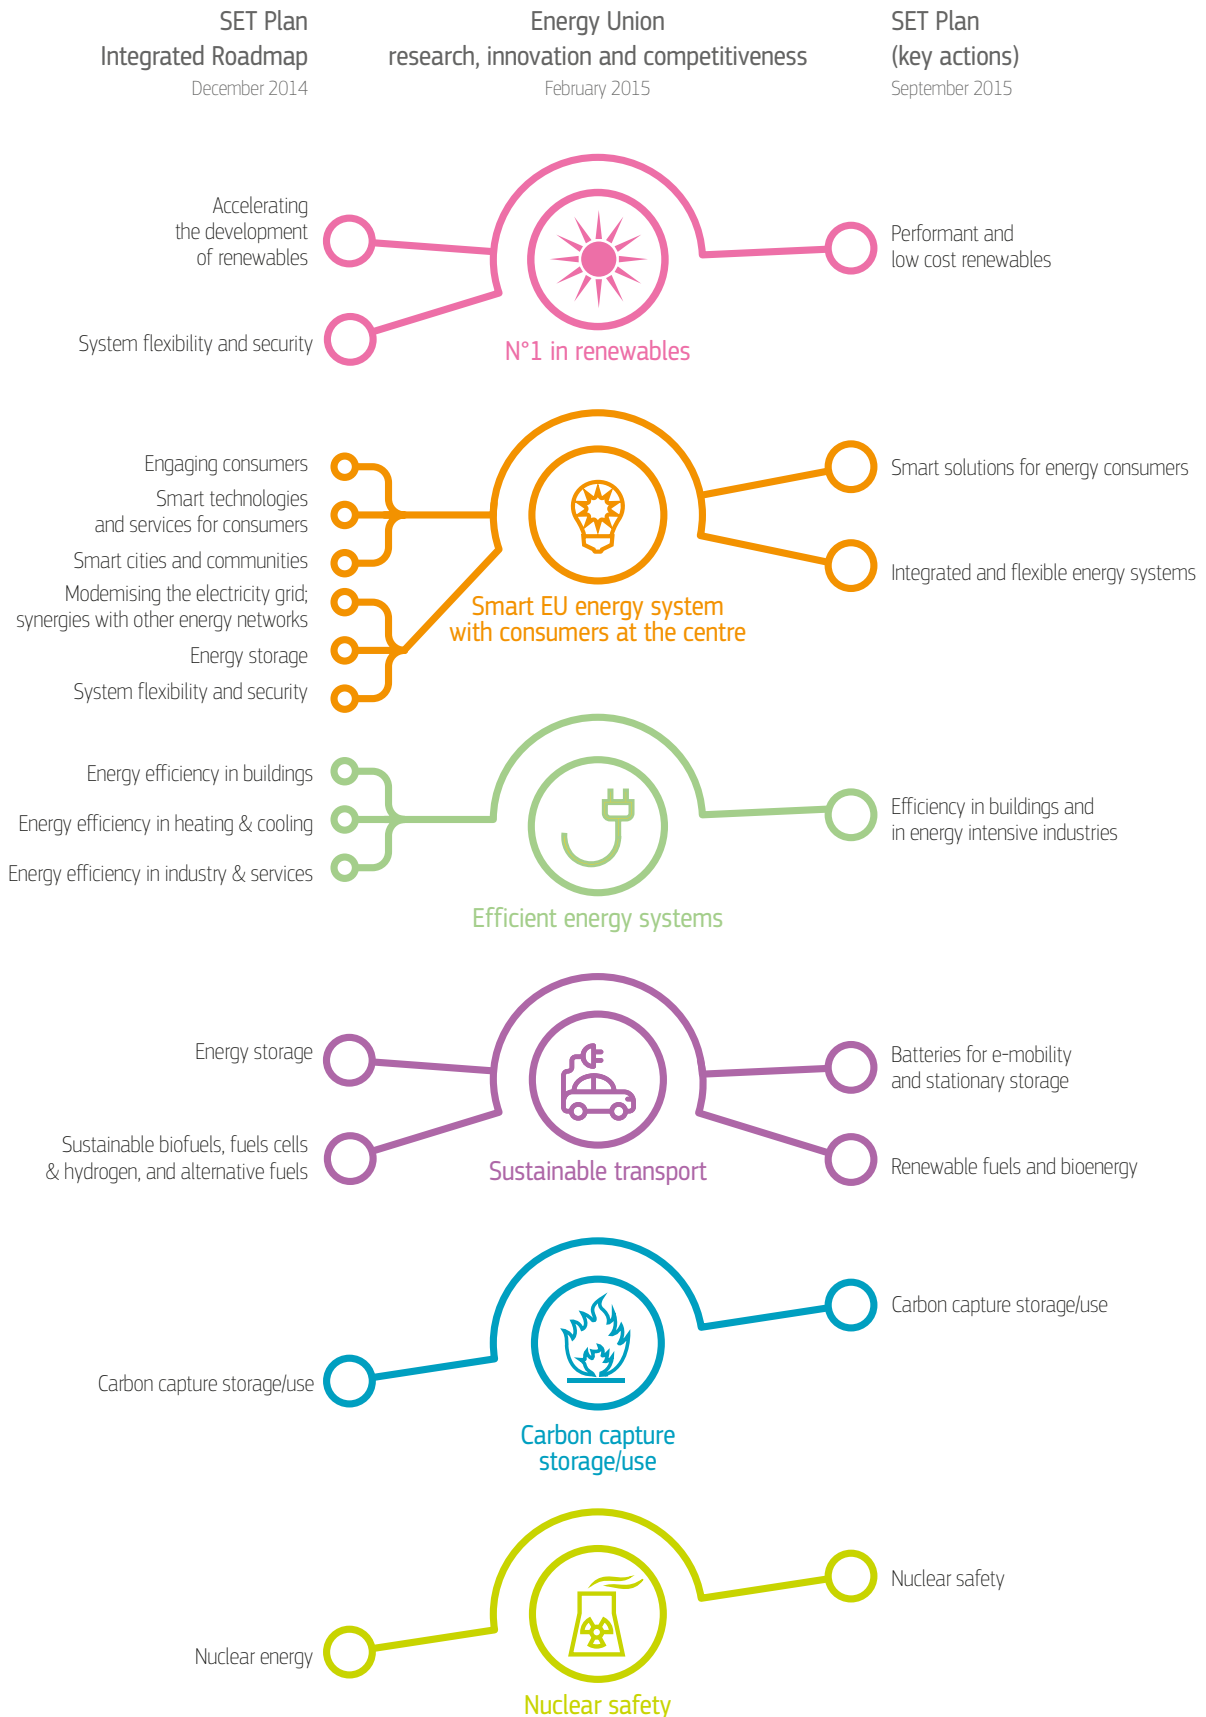 SET Plan
Integrated Roadmap
December 2014
Energy Union
research, innovation and competitiveness
February 2015
SET Plan
(key actions)
September 2015
Accelerating
the development
of renewables
System flexibility and security
N°1 in renewables
Performant and
low cost renewables
Engaging consumers
Smart technologies
and services for consumers
Smart cities and communities
Modernising the electricity grid;
synergies with other energy networks
Energy storage
System flexibility and security
Smart EU energy system
with consumers at the centre
Smart solutions for energy consumers
Integrated and flexible energy systems
Energy efficiency in buildings
Energy efficiency in heating & cooling
Energy efficiency in industry & services
Efficient energy systems
Efficiency in buildings and
in energy intensive industries
Energy storage
Sustainable biofuels, fuels cells
& hydrogen, and alternative fuels
Sustainable transport
Batteries for e-mobility
and stationary storage
Renewable fuels and bioenergy
Carbon capture storage/use
Carbon capture
storage/use
Carbon capture storage/use
Nuclear energy
Nuclear safety
Nuclear safety